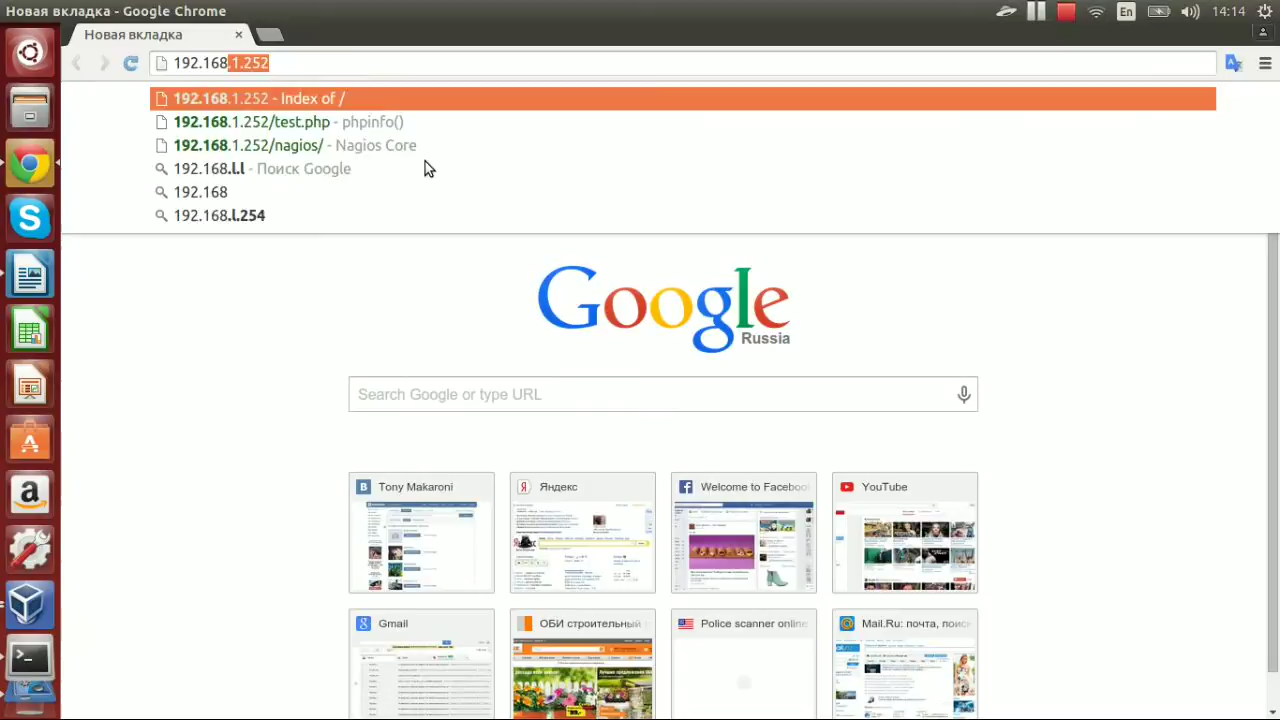 Новая вкладка - Google Chrome
En
14:14
Новая вкладка
192.168.1.252
192.168.1.252 - Index of /
192.168.1.252/test.php - phpinfo()
192.168.1.252/nagios/ - Nagios Core
192.168.l.l - Поиск Google
192.168
192.168.l.254
Google
Russia
Search Google or type URL
Tony Makaroni
Яндекс
Welcome to Faceboo
YouTube
Gmail
ОБИ строительный
Police scanner online
Mail.Ru: почта, поиск